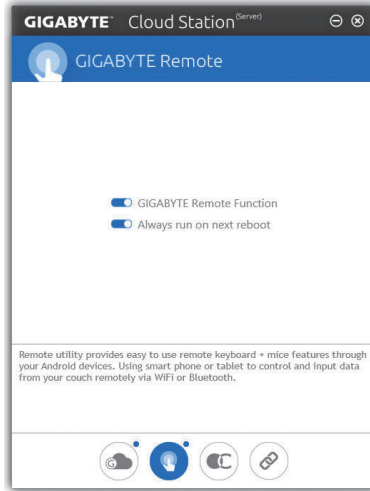 GIGABYTE™ Cloud Station (Server)
GIGABYTE Remote
GIGABYTE Remote Function
Always run on next reboot
Remote utility provides easy to use remote keyboard + mice features through
your Android devices. Using smart phone or tablet to control and input data
from your couch remotely via WiFi or Bluetooth.
G